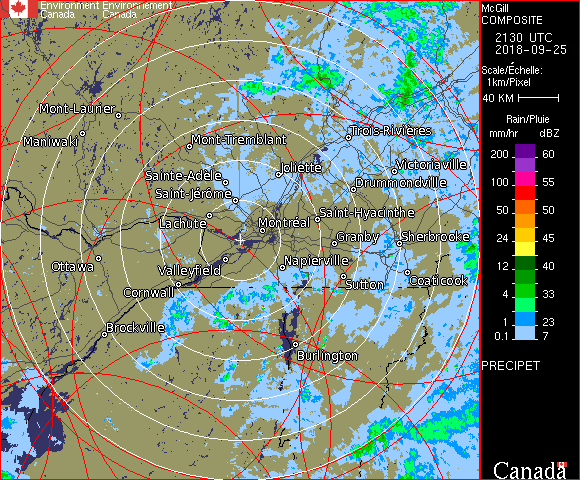 Environment Environnement
Canada Canada
McGill
COMPOSITE
2130 UTC
2018-09-25
Scale/Échelle:
1km/Pixel
40 KM
Rain/Pluie
mm/hr dBZ
200 60
100 55
50 50
24 45
12 40
4 33
1 23
0.1 7
PRECIPET
Canada
Mont-Laurier
Maniwaki
Mont-Tremblant
Trois-Rivières
Sainte-Adèle
Joliette
Victoriaville
Saint-Jérôme
Drummondville
Lachute
Montréal
Saint-Hyacinthe
Granby
Sherbrooke
Ottawa
Valleyfield
Napierville
Cornwall
Sutton
Coaticook
Brockville
Burlington